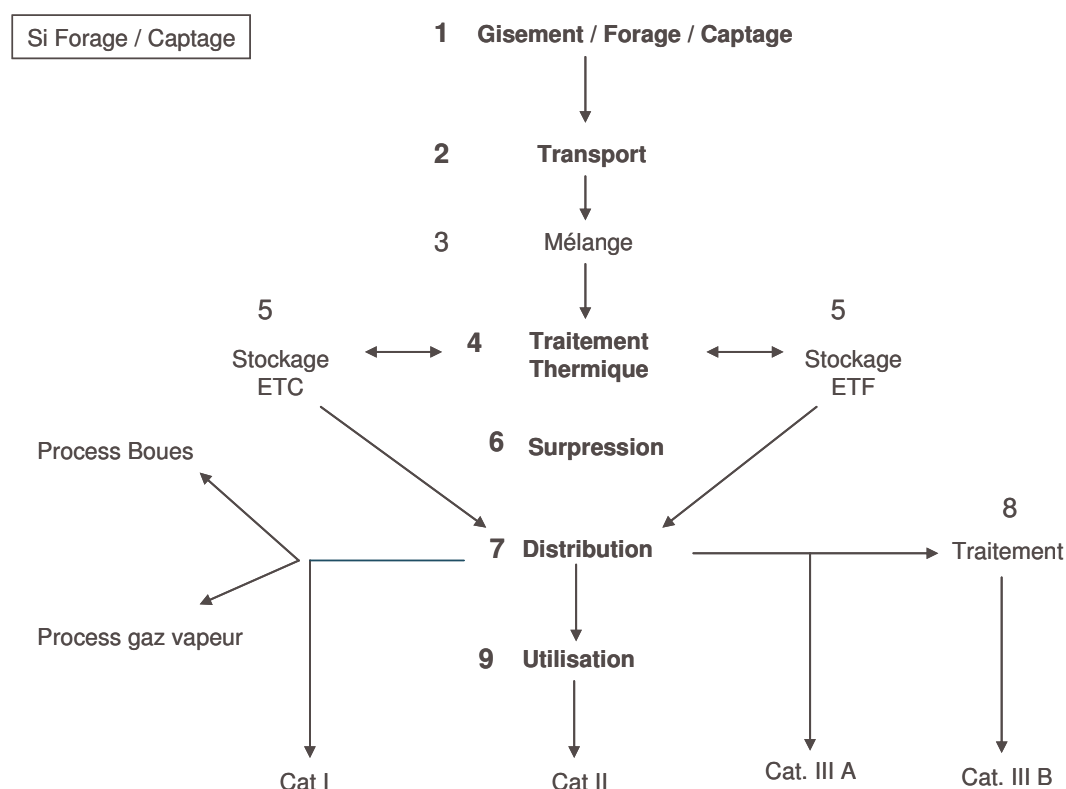 Si Forage / Captage
1 Gisement / Forage / Captage
2 Transport
3 Mélange
5
5
4 Traitement
Thermique
Stockage
ETC
Stockage
ETF
6 Surpression
Process Boues
8
7 Distribution
Traitement
Process gaz vapeur
9 Utilisation
Cat I
Cat II
Cat. III A
Cat. III B